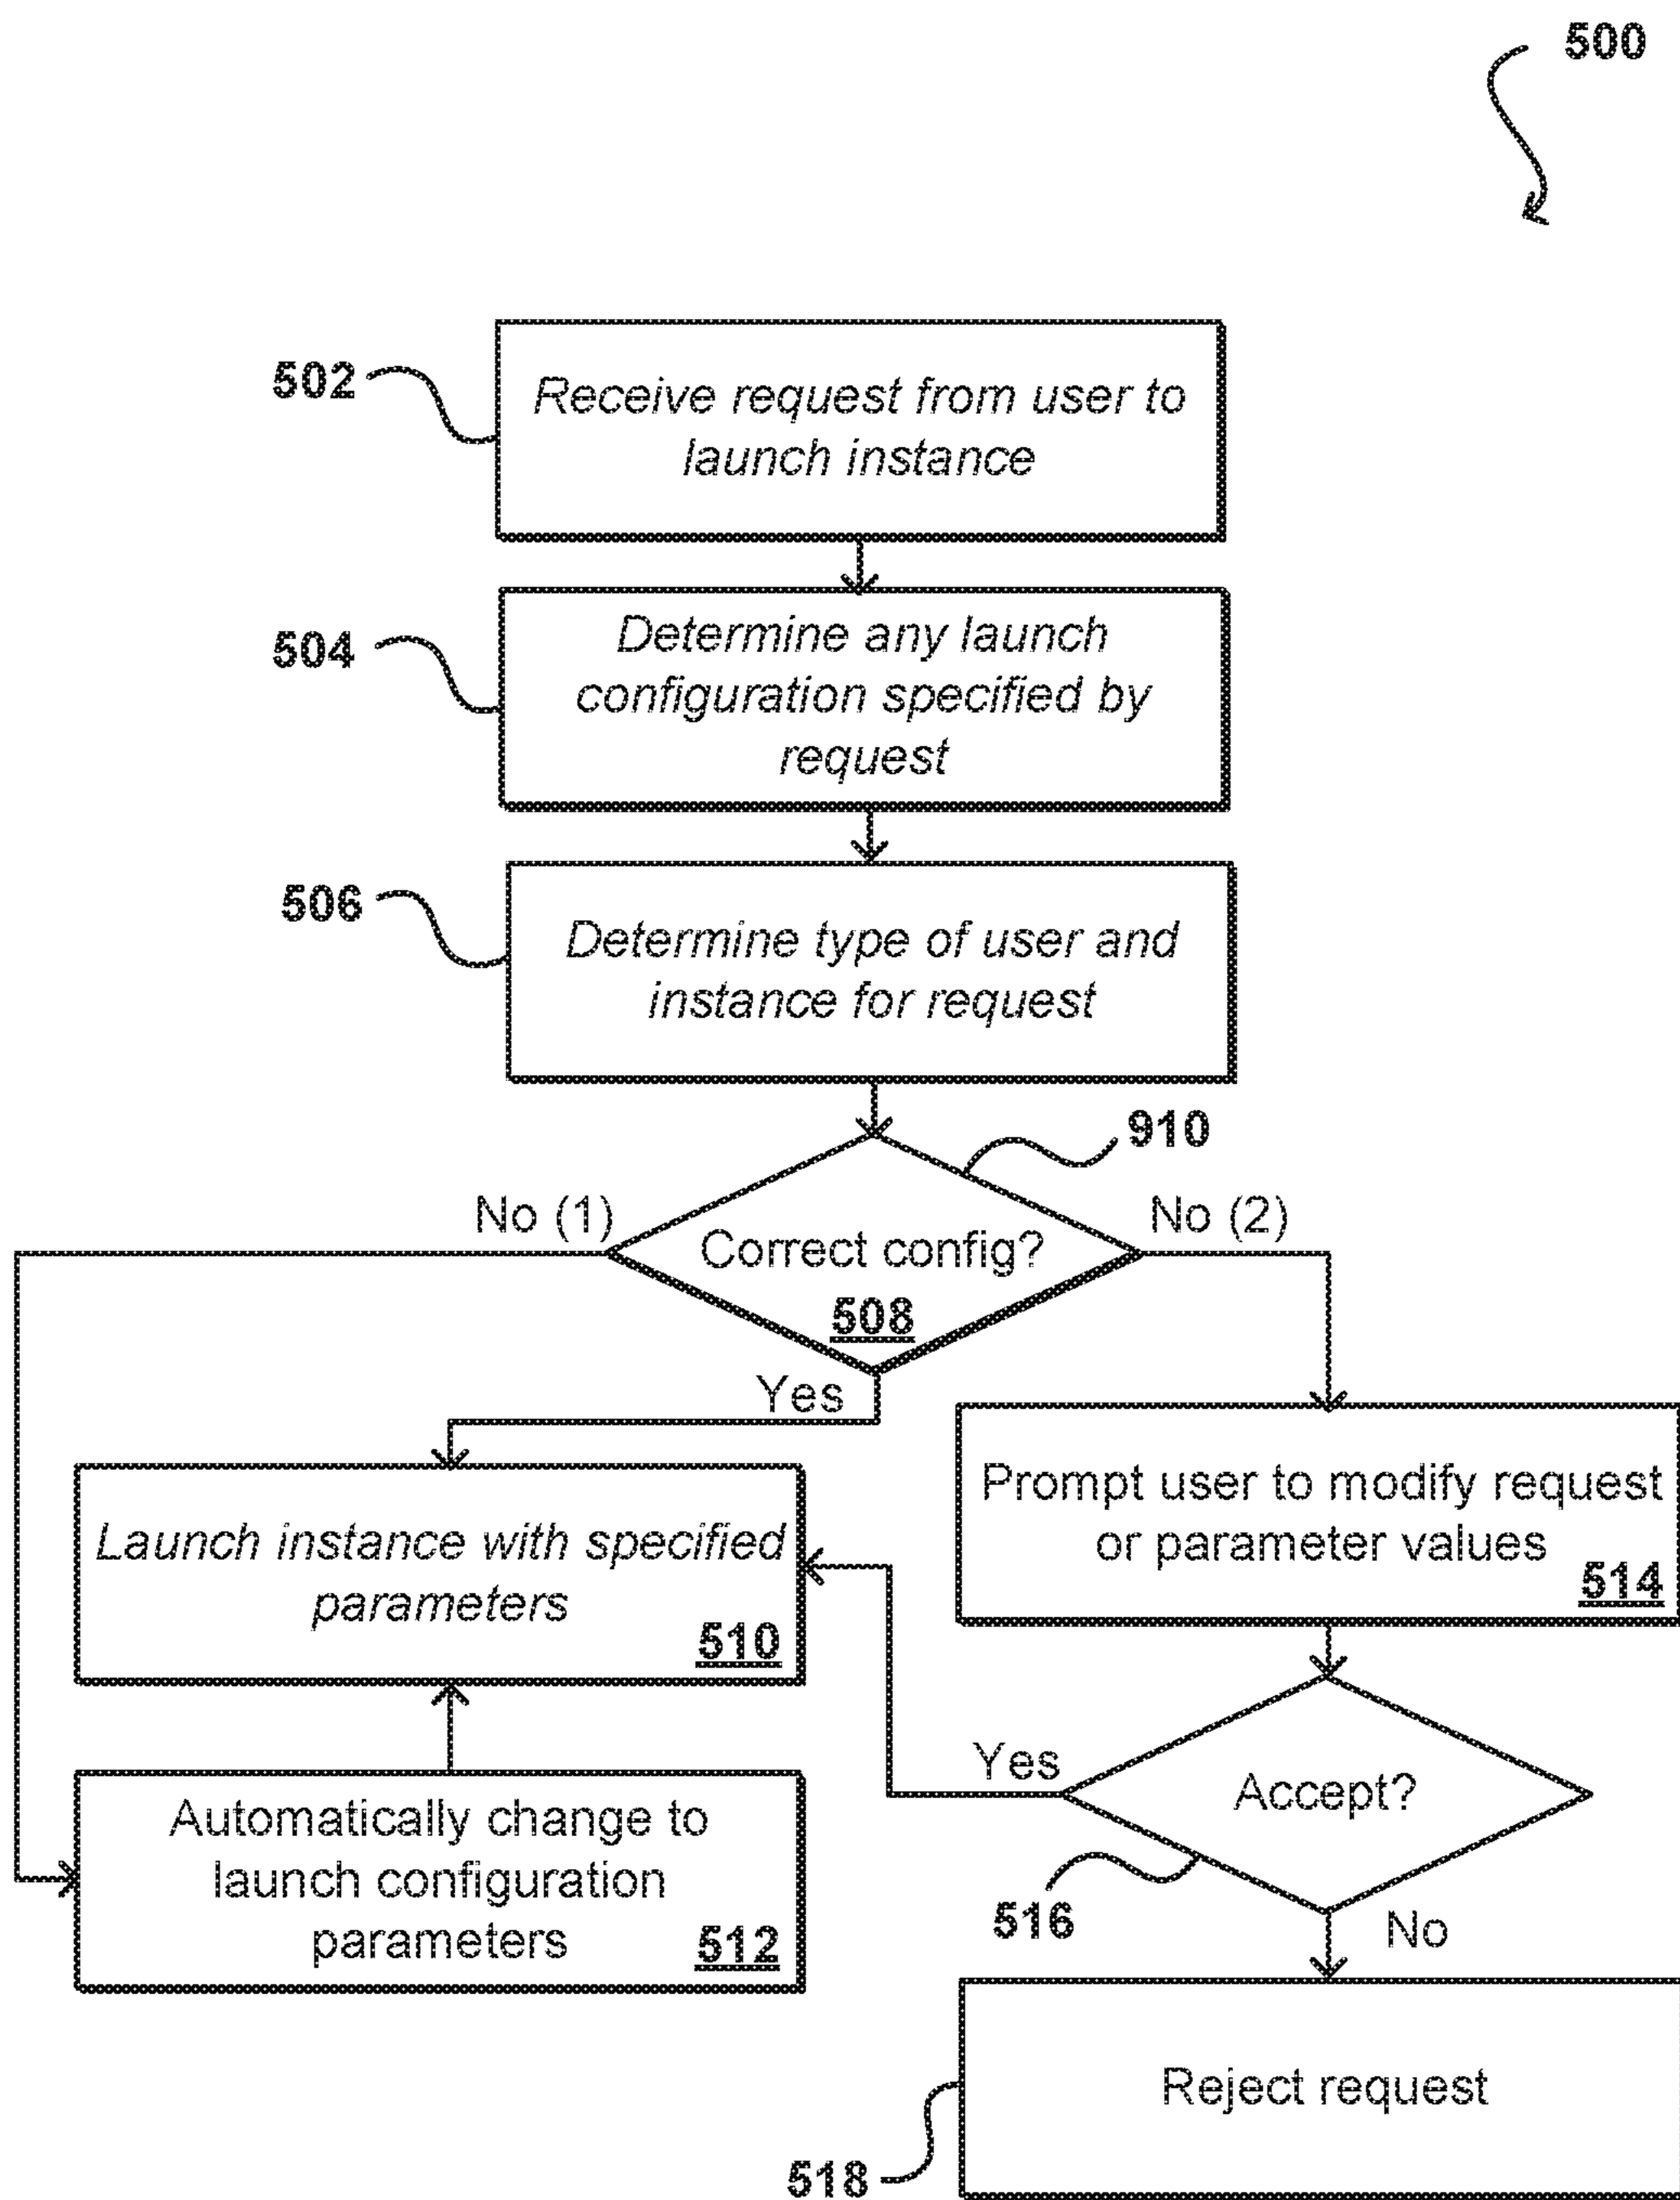 500
502
Receive request from user to
launch instance
504
Determine any launch
configuration specified by
request
506
Determine type of user and
instance for request
910
No (1)
No (2)
Correct config?
508
Yes
Launch instance with specified
parameters
510
Prompt user to modify request
or parameter values
514
Automatically change to
launch configuration
parameters
512
Yes
Accept?
516
No
Reject request
518